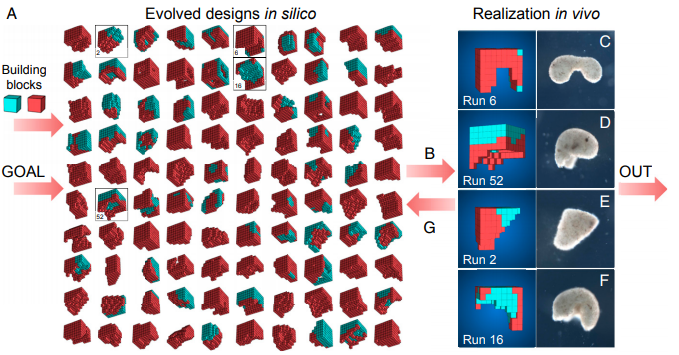 A
Evolved designs in silico
Realization in vivo
Building
blocks
GOAL
2
6
16
52
B
G
C
Run 6
D
Run 52
E
Run 2
F
Run 16
OUT